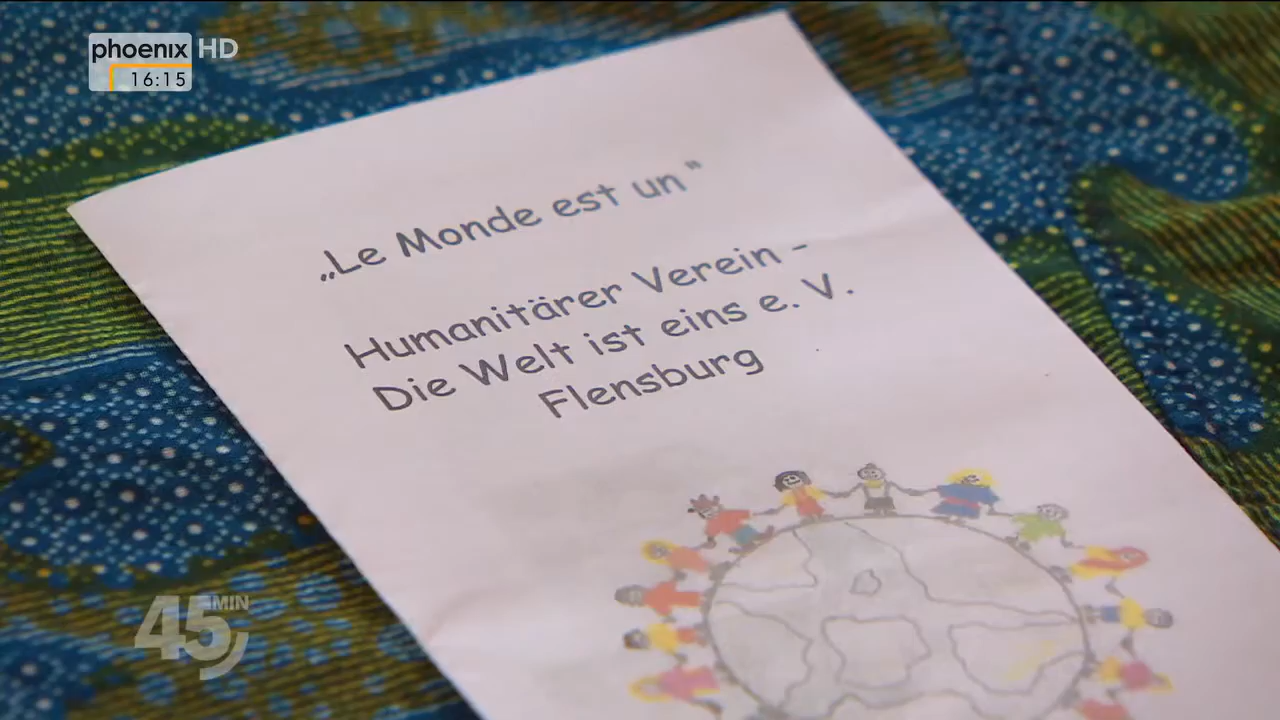 phoenix HD
16:15
„Le Monde est un“
Humanitärer Verein -
Die Welt ist eins e. V.
Flensburg
45 MIN